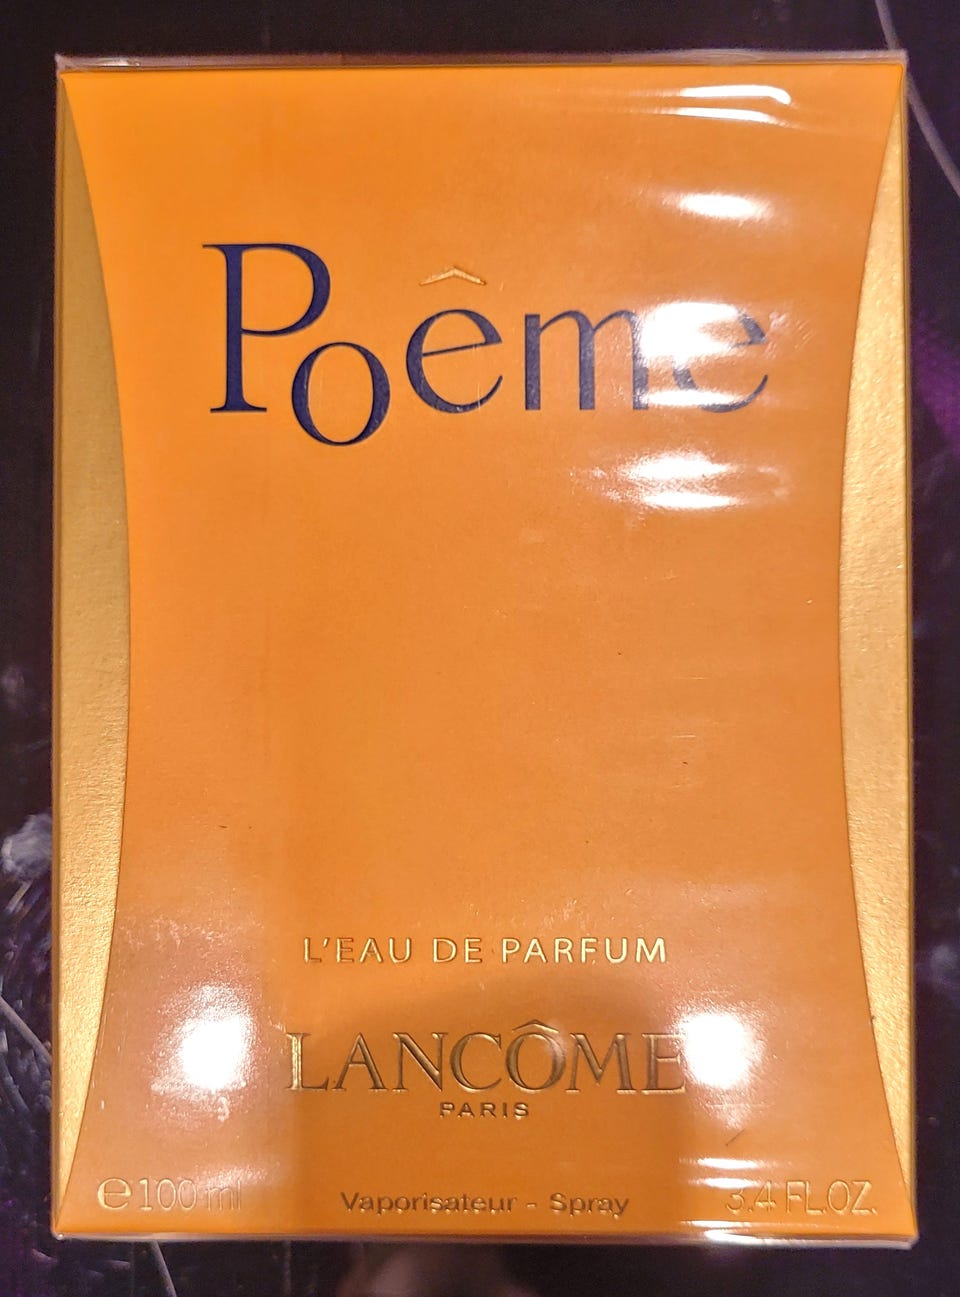 Poême
L'EAU DE PARFUM
LANCÔME
PARIS
℮ 100 ml Vaporisateur - Spray 3.4 FL.OZ.